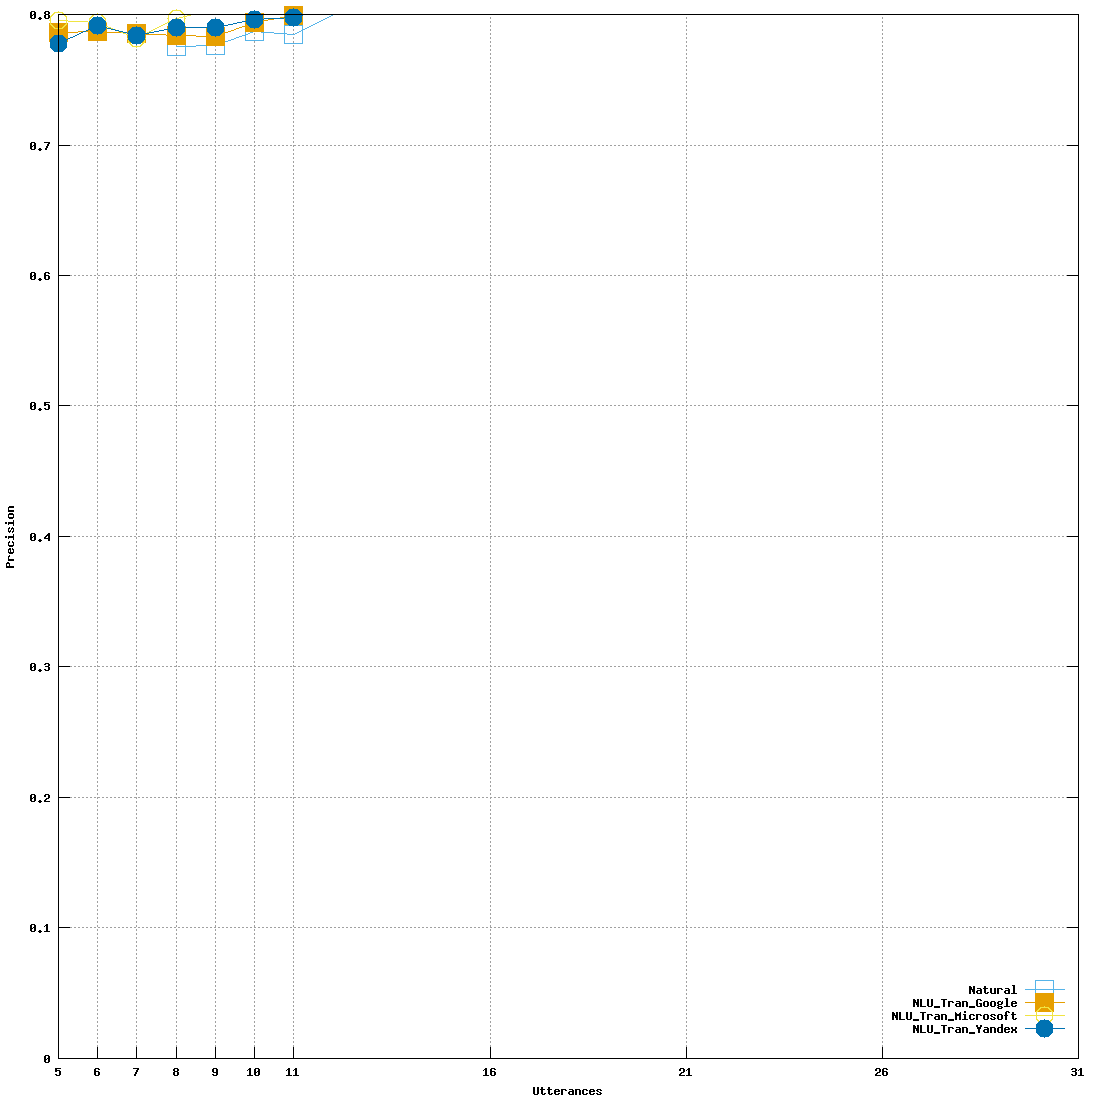 0.8
0.7
0.6
0.5
0.4
0.3
0.2
0.1
0
Precision
5 6 7 8 9 10 11 16 21 26 31
Utterances
Natural
NLU_Tran_Google
NLU_Tran_Microsoft
NLU_Tran_Yandex